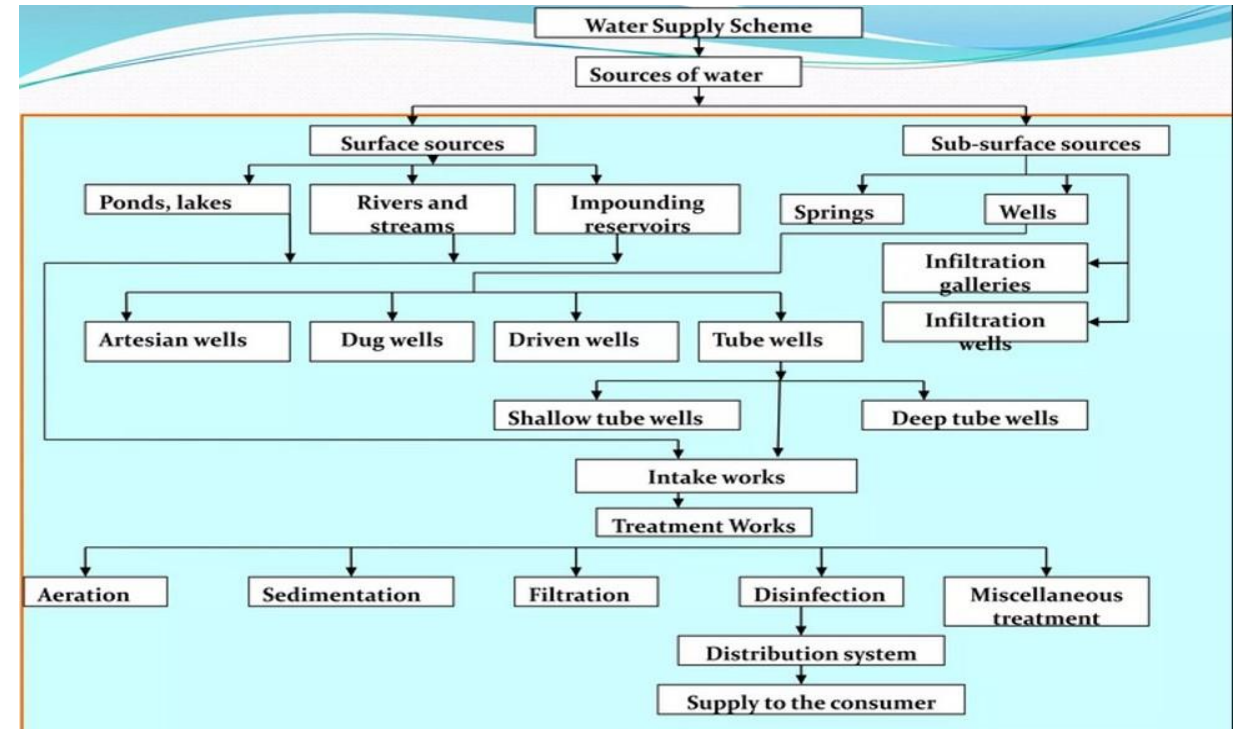 Water Supply Scheme
Sources of water
Surface sources
Sub-surface sources
Ponds, lakes
Rivers and
streams
Impounding
reservoirs
Springs
Wells
Infiltration
galleries
Infiltration
wells
Artesian wells
Dug wells
Driven wells
Tube wells
Shallow tube wells
Deep tube wells
Intake works
Treatment Works
Aeration
Sedimentation
Filtration
Disinfection
Miscellaneous
treatment
Distribution system
Supply to the consumer